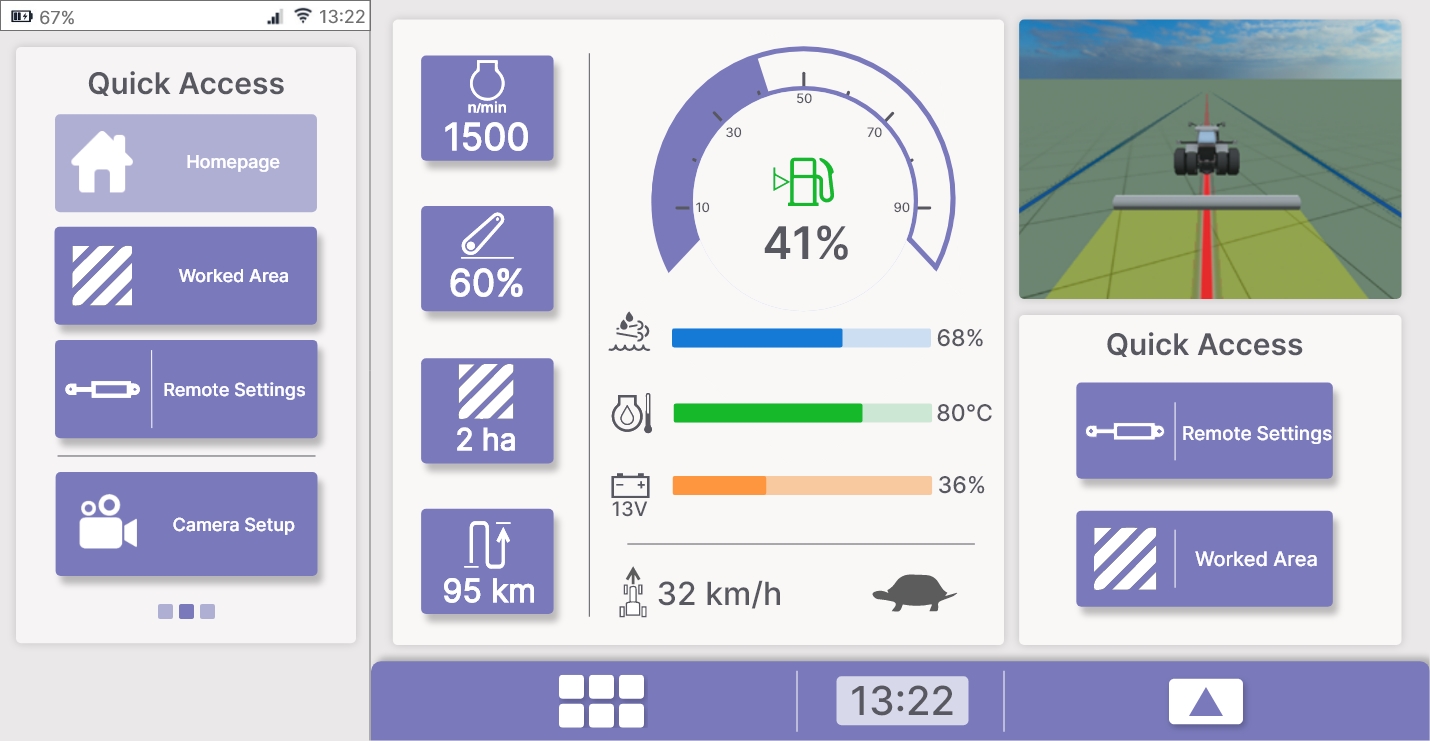 67%
13:22
Quick Access
Homepage
Worked Area
Remote Settings
Camera Setup
n/min
1500
60%
2 ha
95 km
10
30
50
70
90
41%
68%
80°C
13V
36%
32 km/h
Quick Access
Remote Settings
Worked Area
13:22